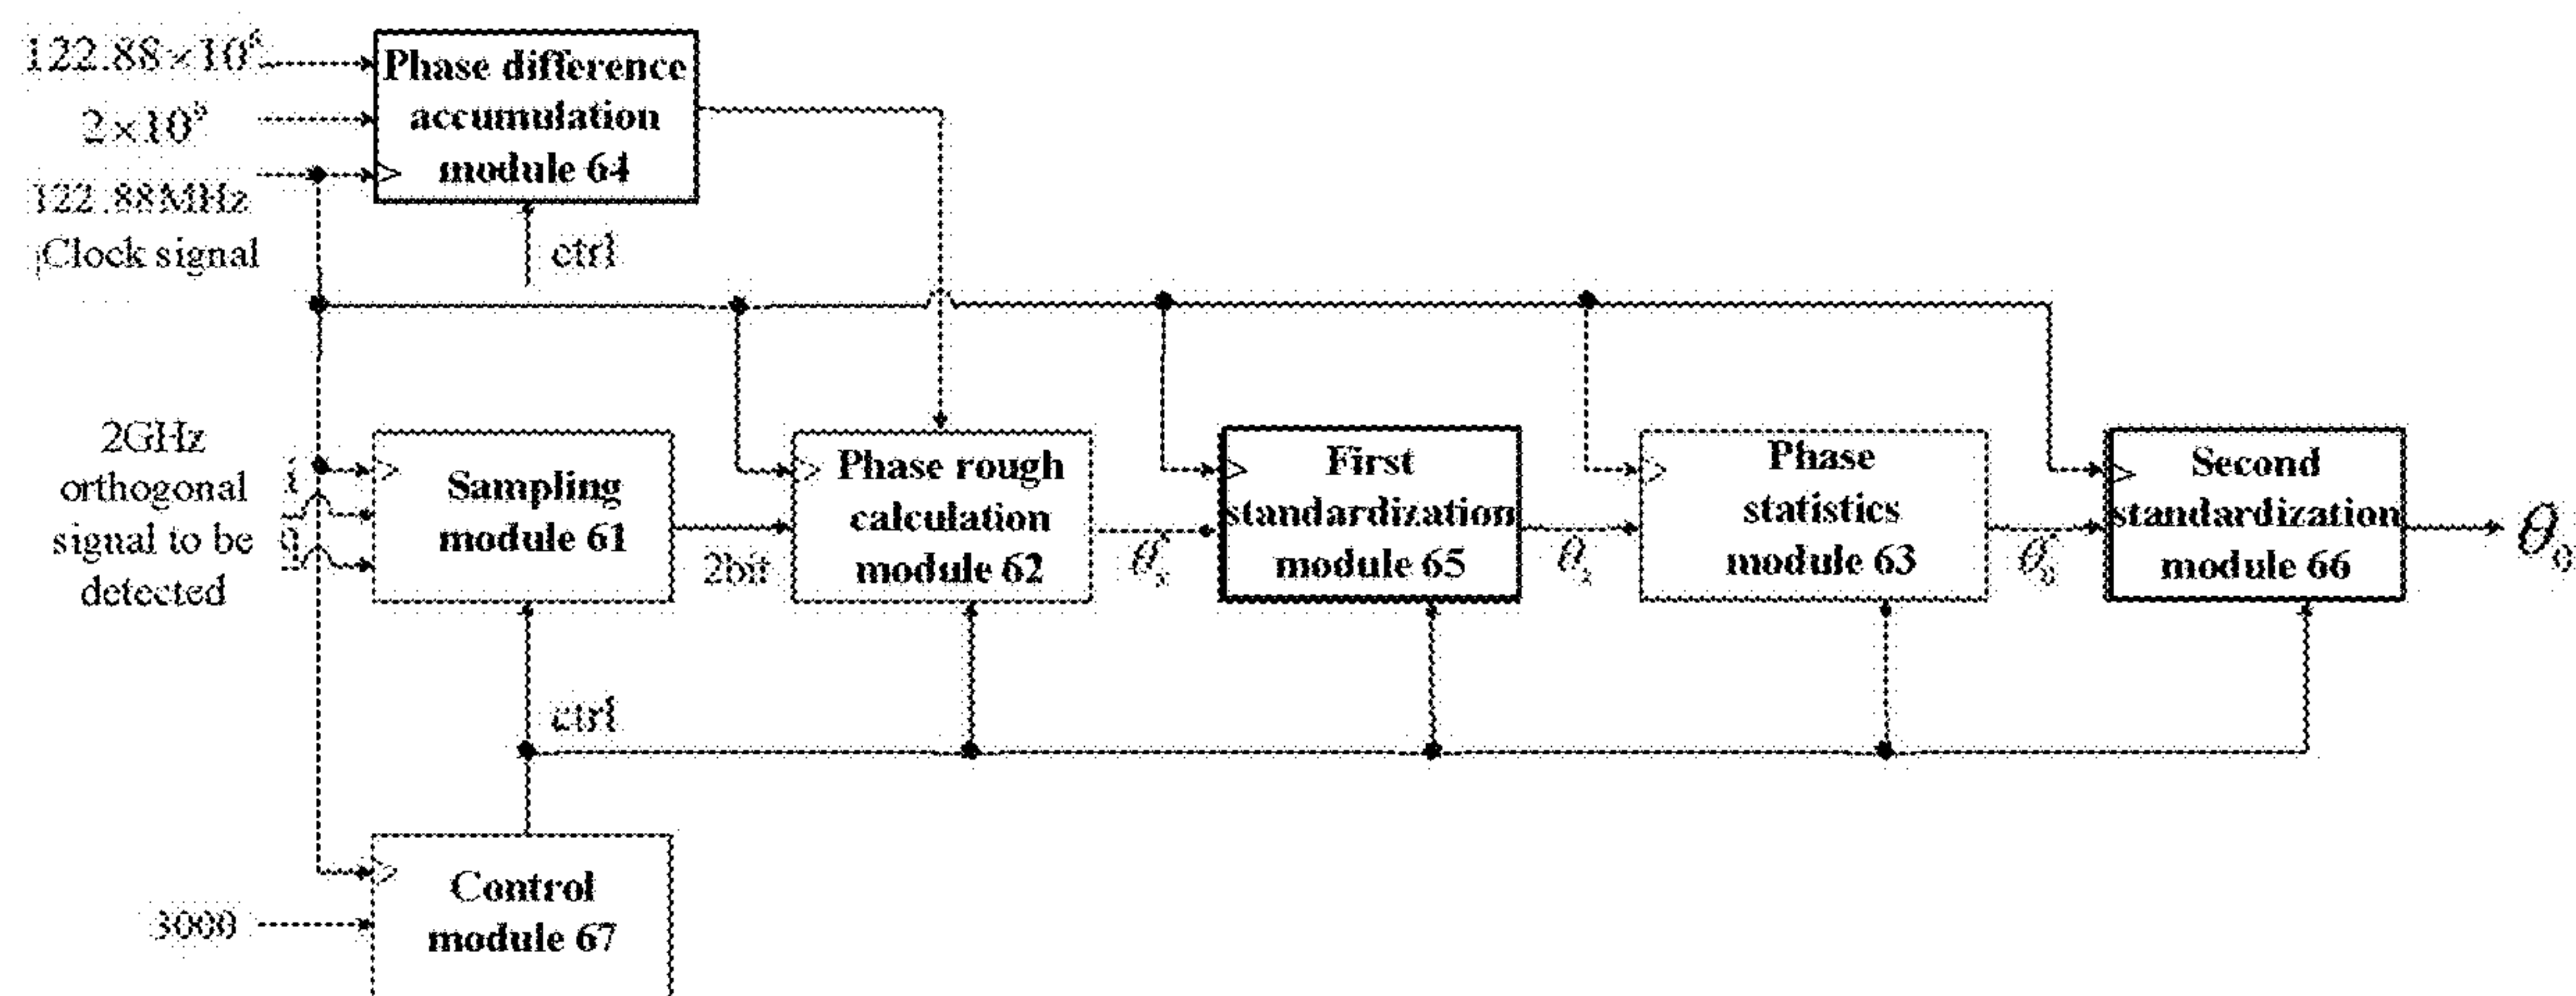 122.88×10⁶
2×10⁹
122.88MHz
Clock signal
Phase difference
accumulation
module 64
ctrl
2GHz
orthogonal
signal to be
detected
i
q
Sampling
module 61
2bit
Phase rough
calculation
module 62
First
standardization
module 65
Phase
statistics
module 63
Second
standardization
module 66
θ₀
ctrl
3000
Control
module 67